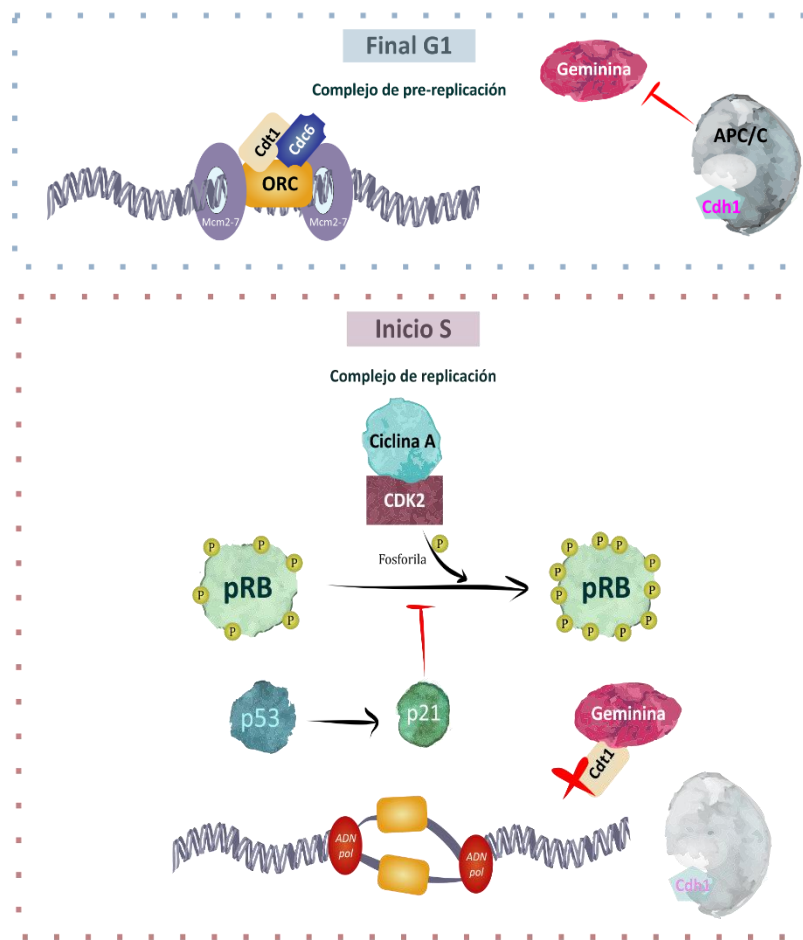 Final G1
Complejo de pre-replicación
Geminina
APC/C
Cdh1
Cdt1
Cdc6
ORC
Mcm2-7
Mcm2-7
Inicio S
Complejo de replicación
Ciclina A
CDK2
P
Fosforila
P
P
P
P
P
pRB
P
P
P
P
P
P
P
P
P
P
pRB
p53
p21
Geminina
Cdt1
ADN
pol
ADN
pol
Cdh1